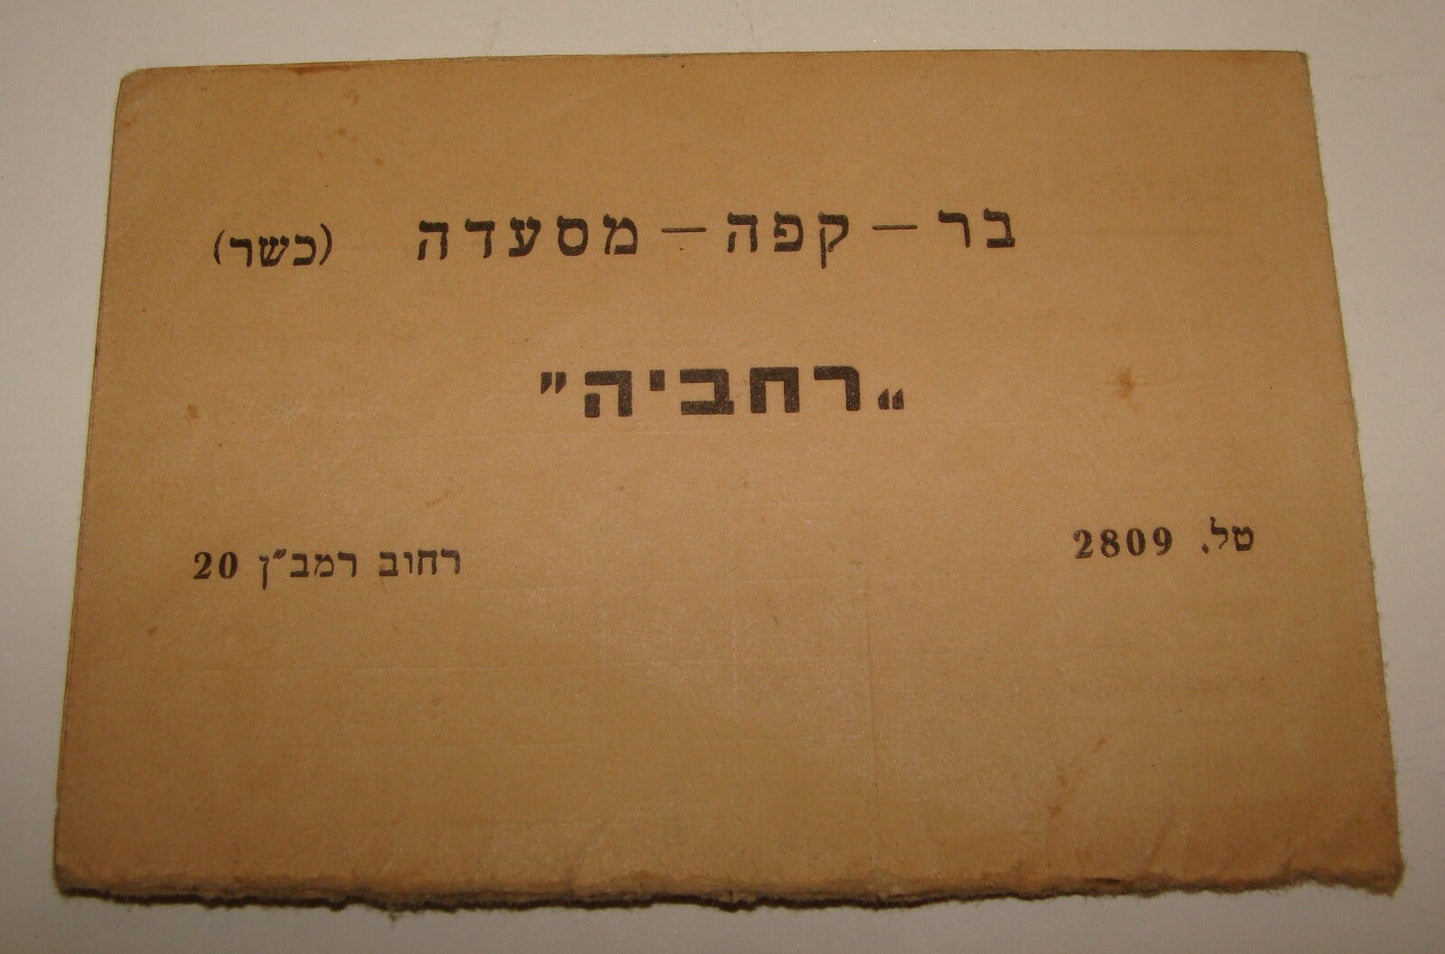 בר – קפה – מסעדה (כשר)
„רחביה”
טל. 2809
רחוב רמב״ן 20